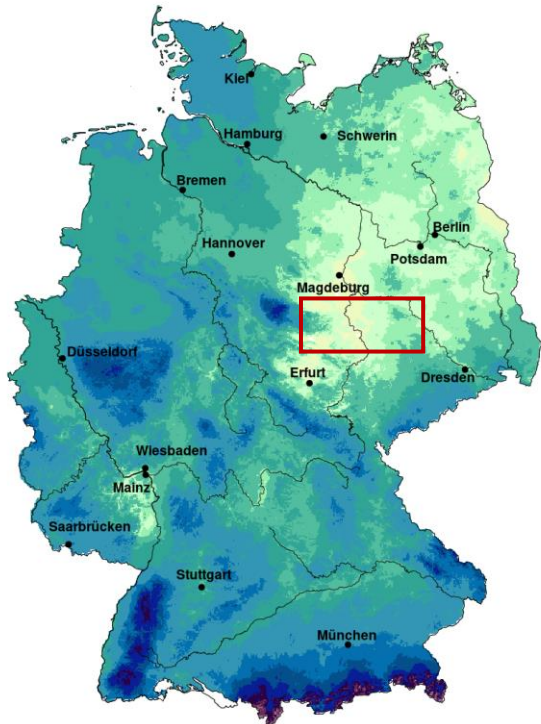 Kiel
Hamburg
Schwerin
Bremen
Berlin
Hannover
Potsdam
Magdeburg
Düsseldorf
Erfurt
Dresden
Wiesbaden
Mainz
Saarbrücken
Stuttgart
München